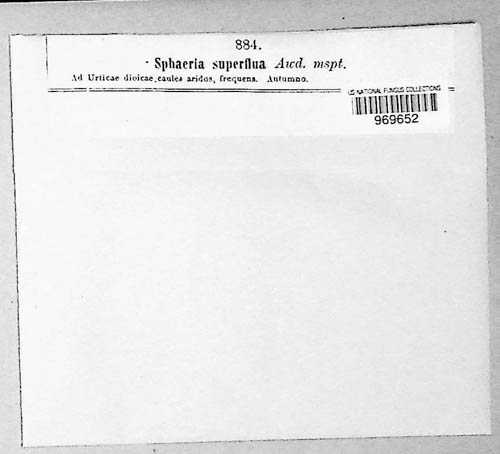 884.
Sphaeria superflua Awd. mspt.
Ad Urticae dioicae caules aridos, frequens. Autumno.
US NATIONAL FUNGUS COLLECTIONS
969652